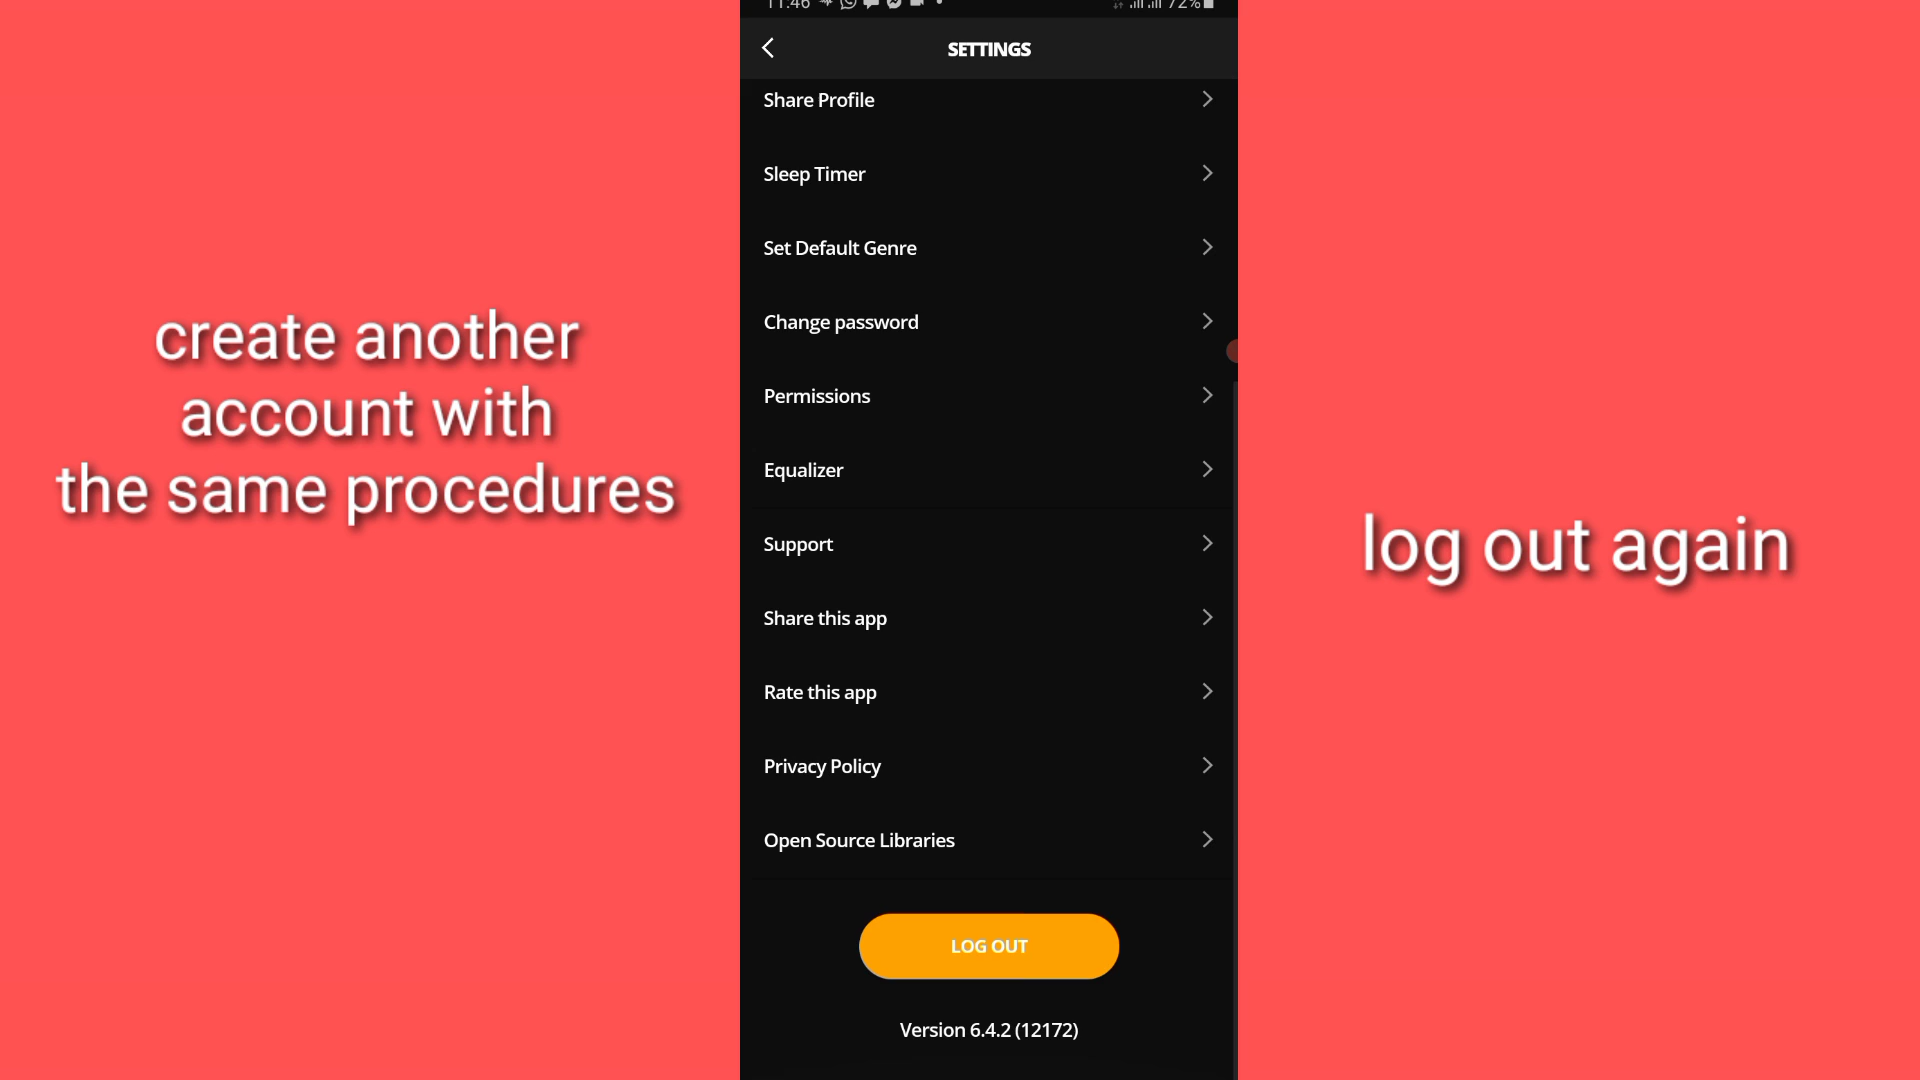 11:46
72%
SETTINGS
Share Profile
Sleep Timer
Set Default Genre
Change password
Permissions
Equalizer
Support
Share this app
Rate this app
Privacy Policy
Open Source Libraries
LOG OUT
Version 6.4.2 (12172)
create another
account with
the same procedures
log out again